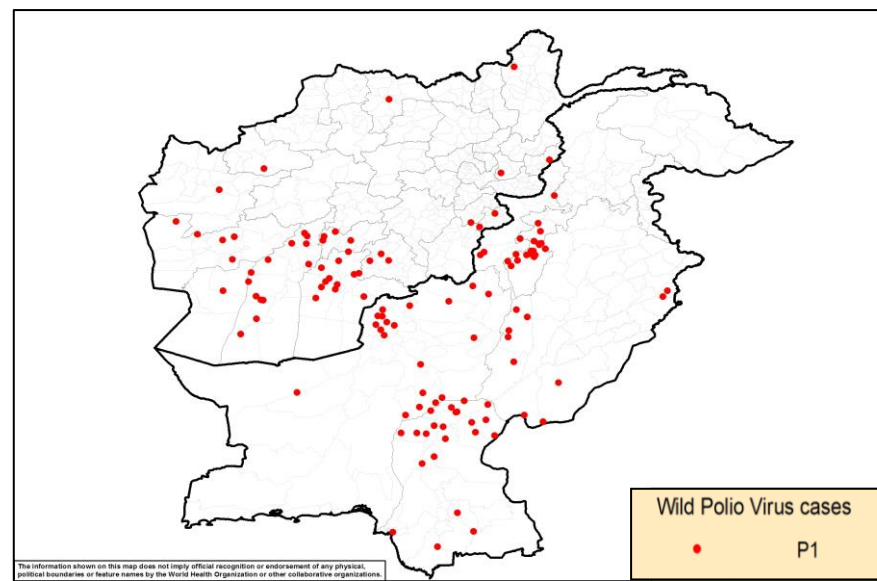 Wild Polio Virus cases
P1
The information shown on this map does not imply official recognition or endorsement of any physical,
political boundaries or feature names by the World Health Organization or other collaborative organizations.